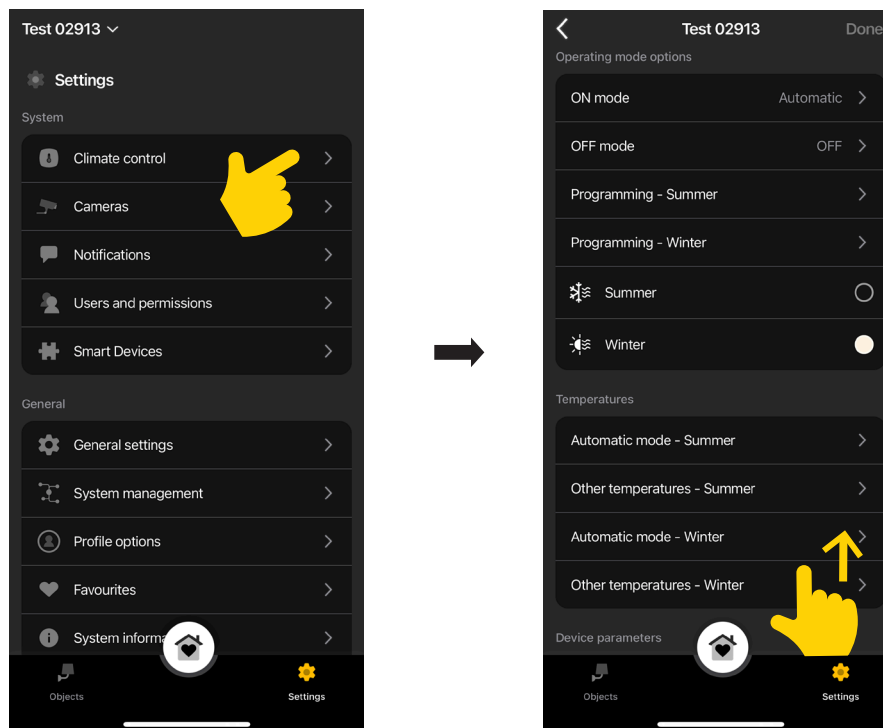 Test 02913
Settings
System
Climate control
Cameras
Notifications
Users and permissions
Smart Devices
General
General settings
System management
Profile options
Favourites
System informa
Objects
Settings
Test 02913
Done
Operating mode options
ON mode
Automatic
OFF mode
OFF
Programming - Summer
Programming - Winter
Summer
Winter
Temperatures
Automatic mode - Summer
Other temperatures - Summer
Automatic mode - Winter
Other temperatures - Winter
Device parameters
Objects
Settings